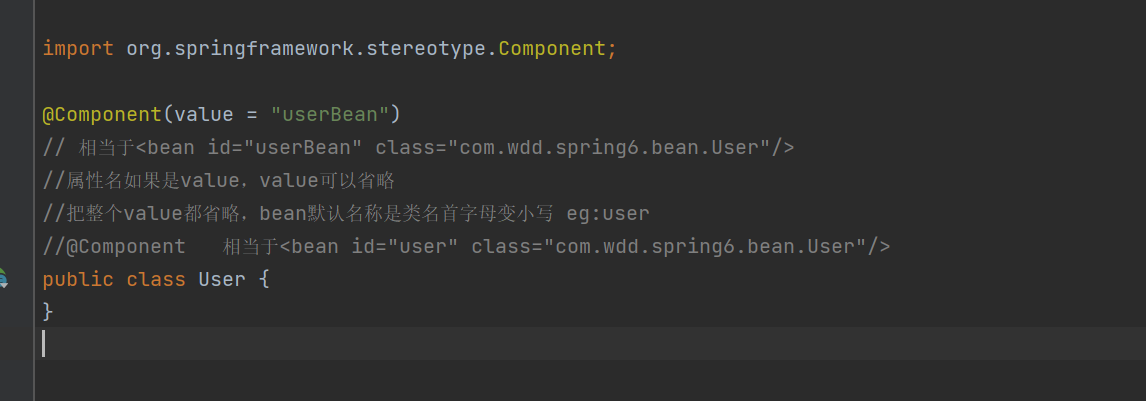 import org.springframework.stereotype.Component;
@Component(value = "userBean")
// 相当于<bean id="userBean" class="com.wdd.spring6.bean.User"/>
//属性名如果是value，value可以省略
//把整个value都省略，bean默认名称是类名首字母变小写 eg:user
//@Component   相当于<bean id="user" class="com.wdd.spring6.bean.User"/>
public class User {
}